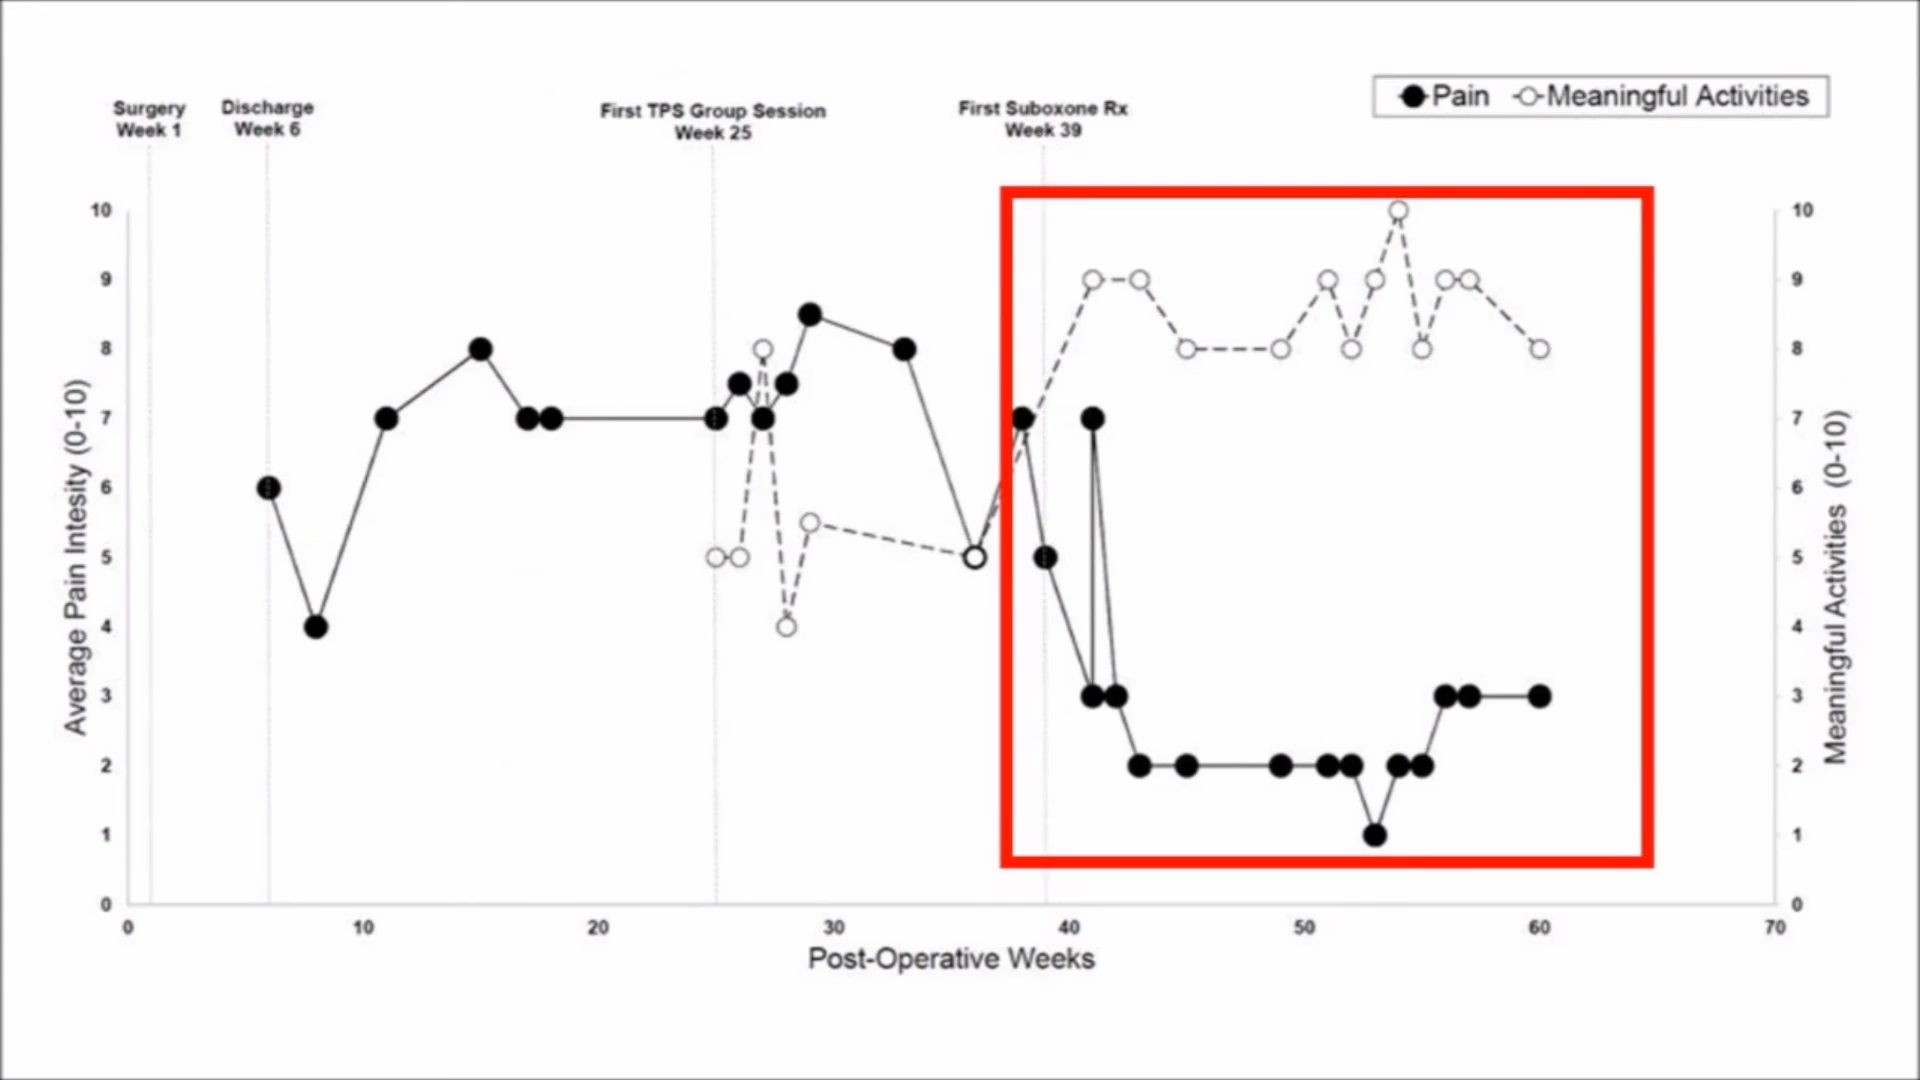 Surgery
Week 1
Discharge
Week 6
First TPS Group Session
Week 25
First Suboxone Rx
Week 39
Pain
Meaningful Activities
10
9
8
7
6
5
4
3
2
1
0
Average Pain Intesity (0-10)
10
9
8
7
6
5
4
3
2
1
0
Meaningful Activities (0-10)
0
10
20
30
40
50
60
70
Post-Operative Weeks